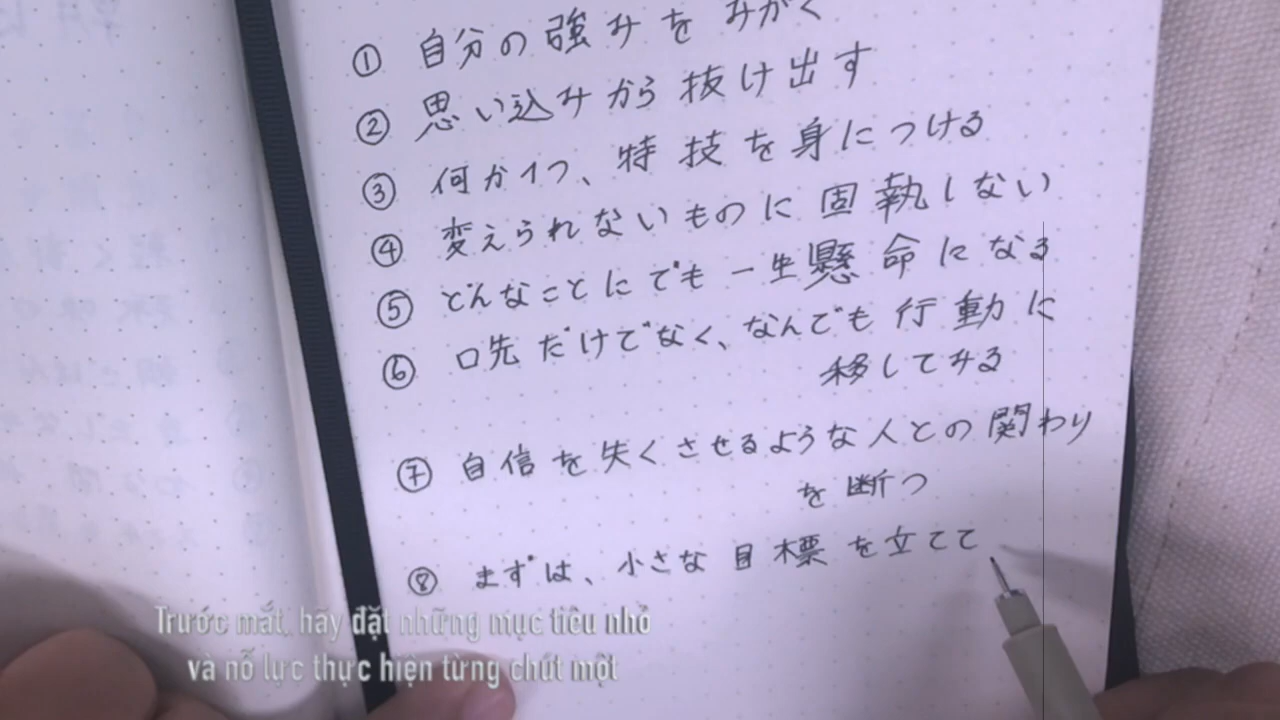 ① 自分の強みをみがく
② 思い込みから抜け出す
③ 何か1つ、特技を身につける
④ 変えられないものに固執しない
⑤ どんなことにでも一生懸命になる
⑥ 口先だけでなく、なんでも行動に
移してみる
⑦ 自信を失くさせるような人との関わり
を断つ
⑧ まずは、小さな目標を立てて
Trước mắt, hãy đặt những mục tiêu nhỏ
và nỗ lực thực hiện từng chút một